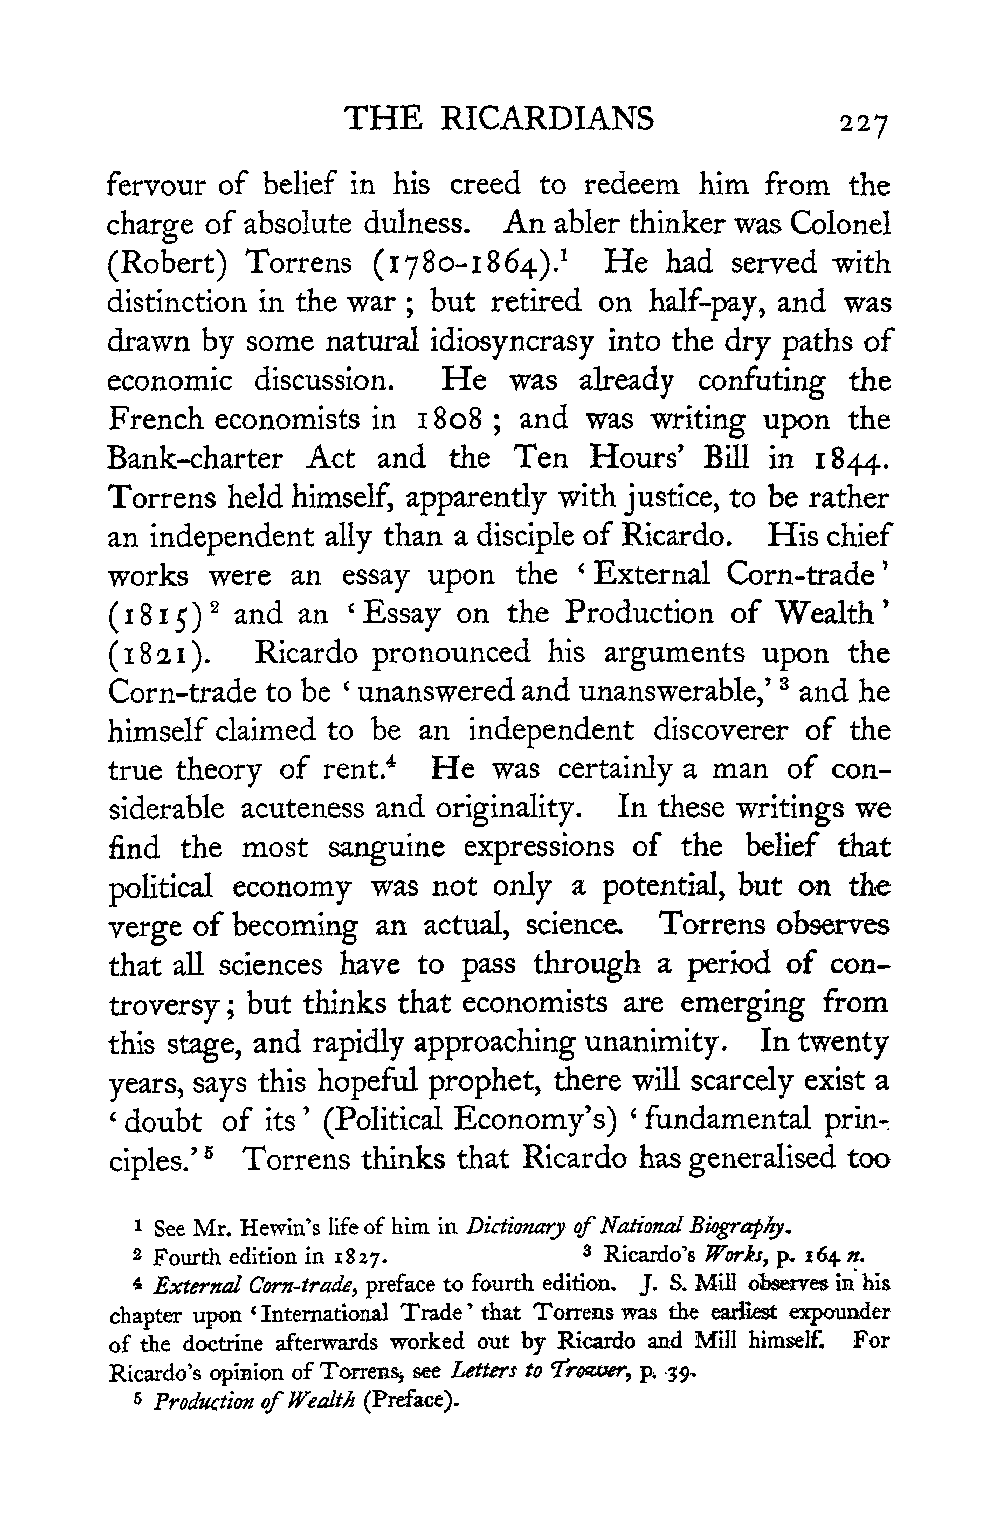 THE RICARDIANS 227
fervour of belief in his creed to redeem him from the
charge of absolute dulness. An abler thinker was Colonel
(Robert) Torrens (1780-1864).¹ He had served with
distinction in the war ; but retired on half-pay, and was
drawn by some natural idiosyncrasy into the dry paths of
economic discussion. He was already confuting the
French economists in 1808 ; and was writing upon the
Bank-charter Act and the Ten Hours' Bill in 1844.
Torrens held himself, apparently with justice, to be rather
an independent ally than a disciple of Ricardo. His chief
works were an essay upon the ‘ External Corn-trade ’
(1815) ² and an ‘ Essay on the Production of Wealth ’
(1821). Ricardo pronounced his arguments upon the
Corn-trade to be ‘ unanswered and unanswerable,’ ³ and he
himself claimed to be an independent discoverer of the
true theory of rent.⁴ He was certainly a man of con-
siderable acuteness and originality. In these writings we
find the most sanguine expressions of the belief that
political economy was not only a potential, but on the
verge of becoming an actual, science. Torrens observes
that all sciences have to pass through a period of con-
troversy ; but thinks that economists are emerging from
this stage, and rapidly approaching unanimity. In twenty
years, says this hopeful prophet, there will scarcely exist a
‘ doubt of its ’ (Political Economy's) ‘ fundamental prin-
ciples.’ ⁵ Torrens thinks that Ricardo has generalised too
¹ See Mr. Hewin's life of him in Dictionary of National Biography.
² Fourth edition in 1827. ³ Ricardo's Works, p. 164 n.
⁴ External Corn-trade, preface to fourth edition. J. S. Mill observes in his
chapter upon ‘ International Trade ’ that Torrens was the earliest expounder
of the doctrine afterwards worked out by Ricardo and Mill himself. For
Ricardo's opinion of Torrens, see Letters to Trower, p. 39.
⁵ Production of Wealth (Preface).